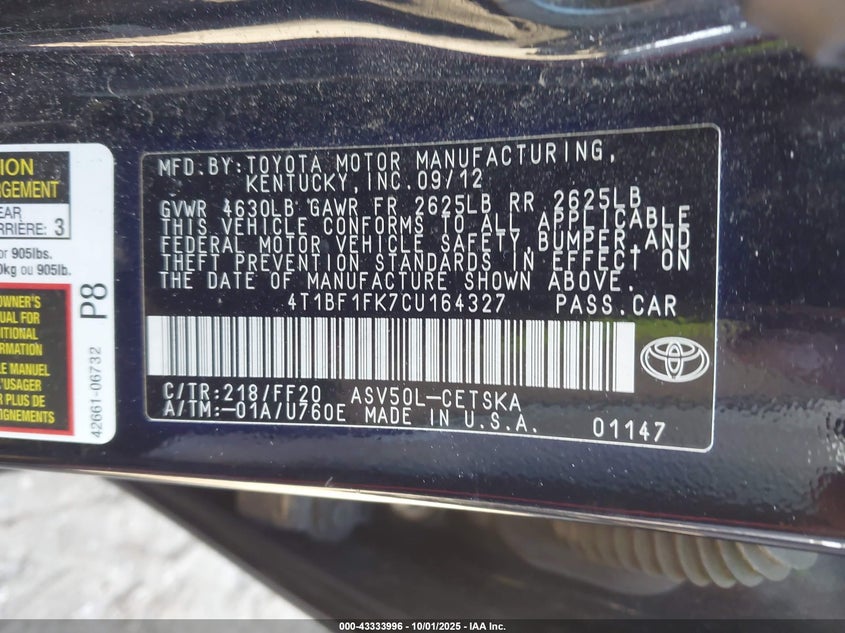 ION
RGEMENT
EAR
ARRIÈRE: 3
or 905lbs.
0kg ou 905lb.
OWNER'S
UAL FOR
ITIONAL
RMATION
LE MANUEL
L'USAGER
R PLUS DE
GNEMENTS
P8
42661-06732
MFD.BY:TOYOTA MOTOR MANUFACTURING,
KENTUCKY, INC.09/12
GVWR 4630LB GAWR FR 2625LB RR 2625LB
THIS VEHICLE CONFORMS TO ALL APPLICABLE
FEDERAL MOTOR VEHICLE SAFETY,BUMPER,AND
THEFT PREVENTION STANDARDS IN EFFECT ON
THE DATE OF MANUFACTURE SHOWN ABOVE.
4T1BF1FK7CU164327 PASS.CAR
C/TR:218/FF20 ASV50L-CETSKA
A/TM:-01A/U760E MADE IN U.S.A. 01147
000-43333996 - 10/01/2025 - IAA Inc.